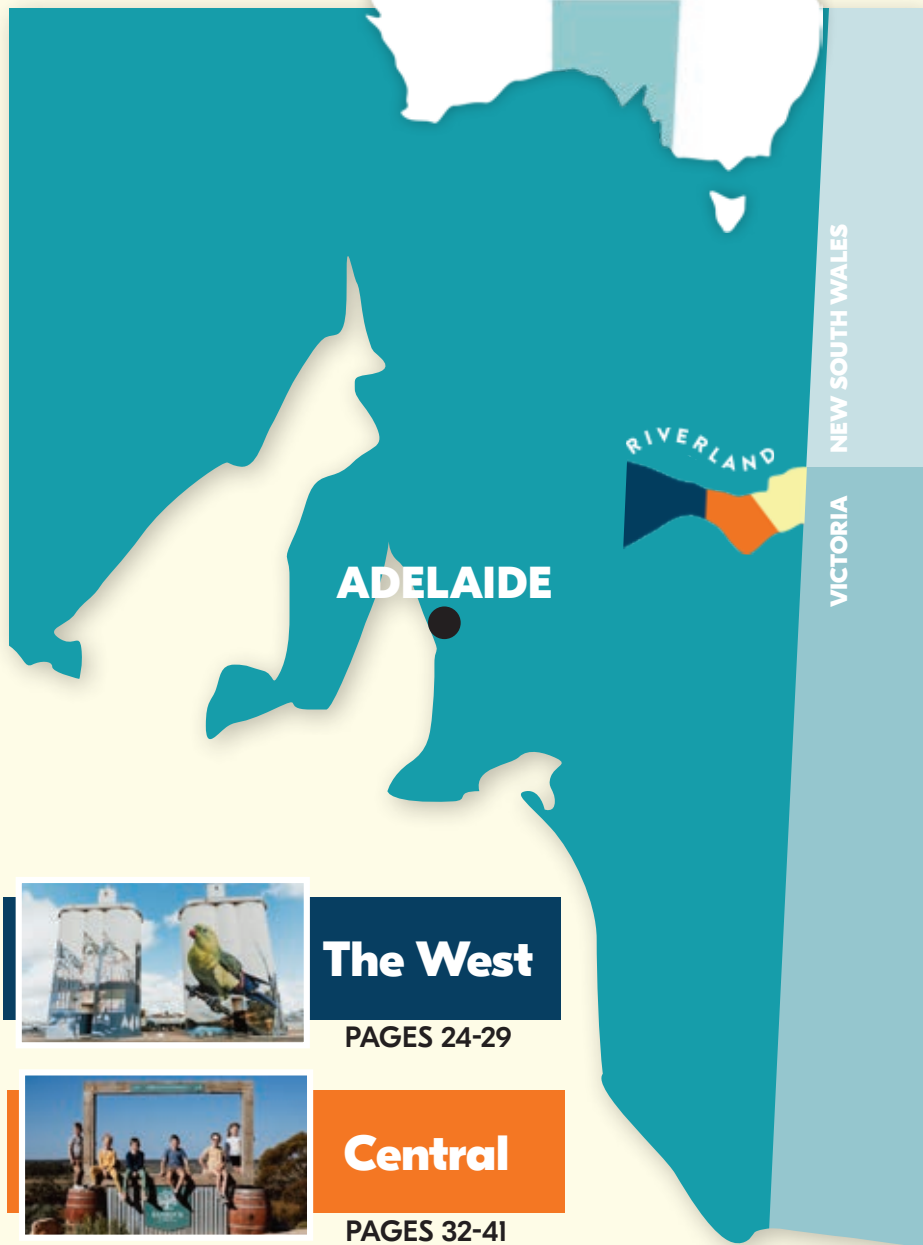 NEW SOUTH WALES
RIVERLAND
VICTORIA
ADELAIDE
The West
PAGES 24-29
Central
PAGES 32-41